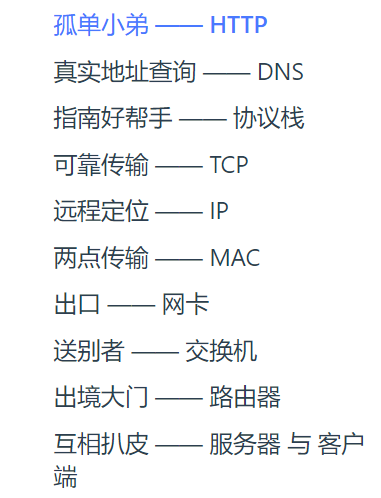 孤单小弟 —— HTTP
真实地址查询 —— DNS
指南好帮手 —— 协议栈
可靠传输 —— TCP
远程定位 —— IP
两点传输 —— MAC
出口 —— 网卡
送别者 —— 交换机
出境大门 —— 路由器
互相扒皮 —— 服务器 与 客户
端